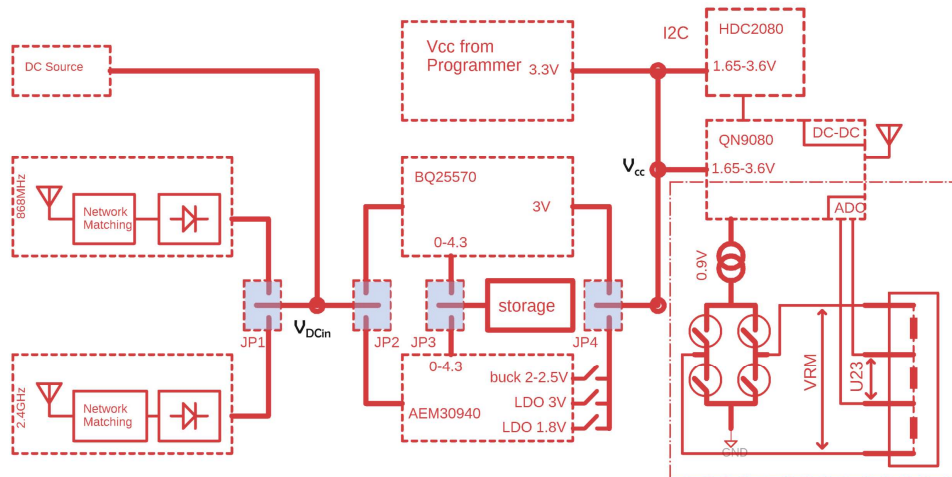 DC Source
Vcc from
Programmer
3.3V
I2C
HDC2080
1.65-3.6V
QN9080
DC-DC
1.65-3.6V
ADC
Vcc
868MHz
Network
Matching
BQ25570
3V
0-4.3
0.9V
storage
JP1
VDCin
JP2
JP3
JP4
0-4.3
buck 2-2.5V
AEM30940
LDO 3V
LDO 1.8V
2.4GHz
Network
Matching
VRM
U23
GND